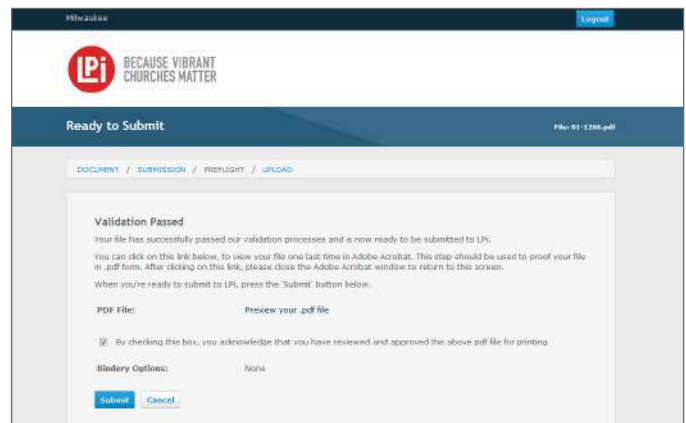 Milwaukee
Logout
LPi
BECAUSE VIBRANT
CHURCHES MATTER
Ready to Submit
File: 01-1266.pdf
DOCUMENT / SUBMISSION / PREFLIGHT / UPLOAD
Validation Passed
Your file has successfully passed our validation processes and is now ready to be submitted to LPi.
You can click on this link below, to view your file one last time in Adobe Acrobat. This step should be used to proof your file
in .pdf form. After clicking on this link, please close the Adobe Acrobat window to return to this screen.
When you're ready to submit to LPi, press the 'Submit' button below.
PDF File: Preview your .pdf file
By checking this box, you acknowledge that you have reviewed and approved the above pdf file for printing
Bindery Options: None
Submit Cancel